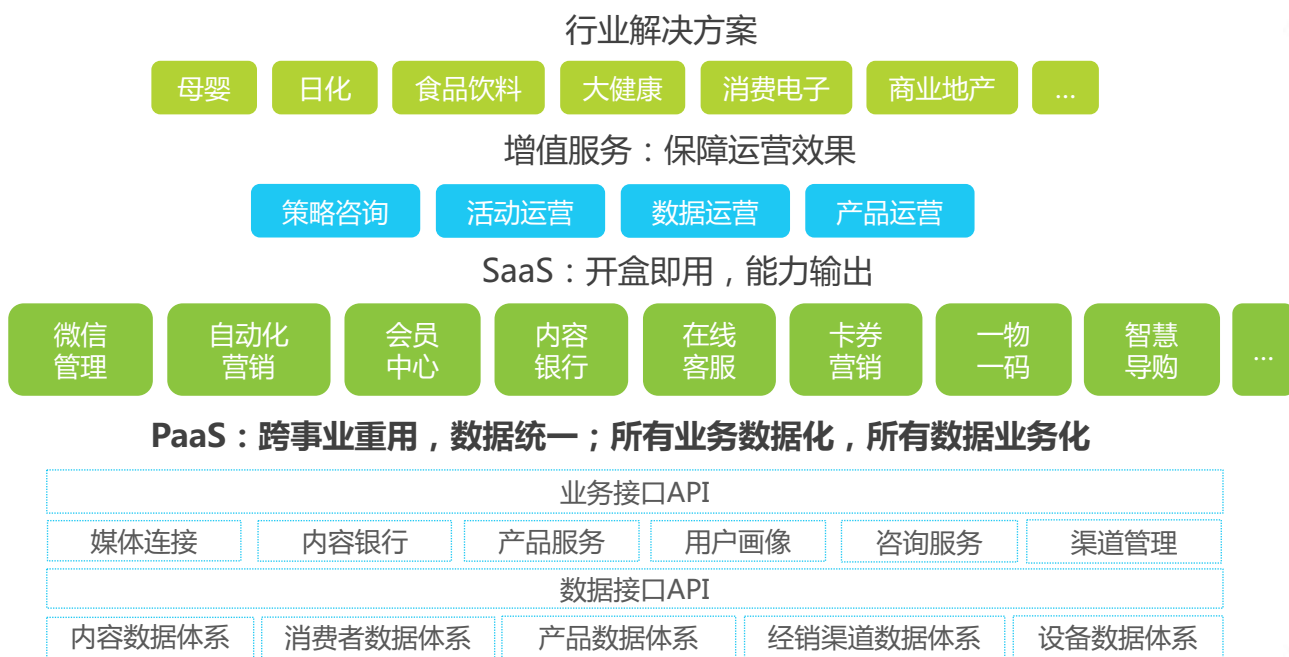 行业解决方案
母婴 日化 食品饮料 大健康 消费电子 商业地产 …
增值服务：保障运营效果
策略咨询 活动运营 数据运营 产品运营
SaaS：开盒即用，能力输出
微信 自动化 会员 内容 在线 卡券 一物 智慧
管理 营销 中心 银行 客服 营销 一码 导购 …
PaaS：跨事业重用，数据统一；所有业务数据化，所有数据业务化
业务接口API
媒体连接 内容银行 产品服务 用户画像 咨询服务 渠道管理
数据接口API
内容数据体系 消费者数据体系 产品数据体系 经销渠道数据体系 设备数据体系